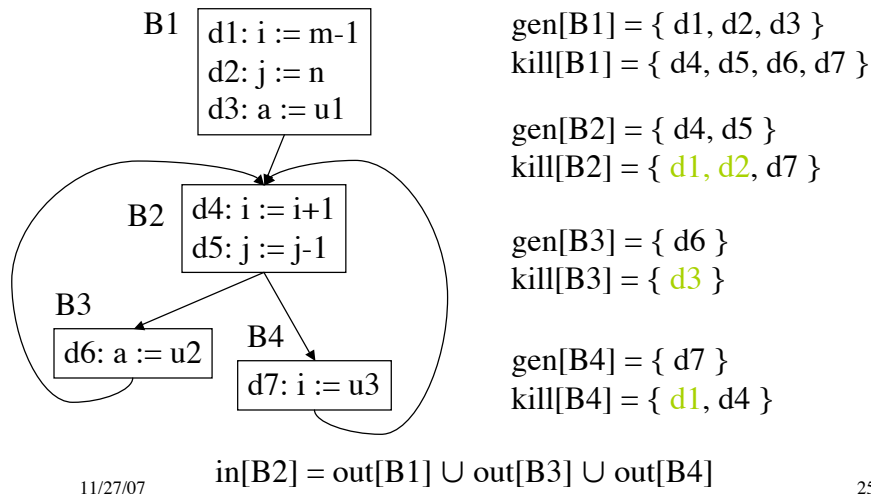 B1
d1: i := m-1
d2: j := n
d3: a := u1
gen[B1] = { d1, d2, d3 }
kill[B1] = { d4, d5, d6, d7 }
B2
d4: i := i+1
d5: j := j-1
gen[B2] = { d4, d5 }
kill[B2] = { d1, d2, d7 }
B3
d6: a := u2
gen[B3] = { d6 }
kill[B3] = { d3 }
B4
d7: i := u3
gen[B4] = { d7 }
kill[B4] = { d1, d4 }
in[B2] = out[B1] ∪ out[B3] ∪ out[B4]
11/27/07
25